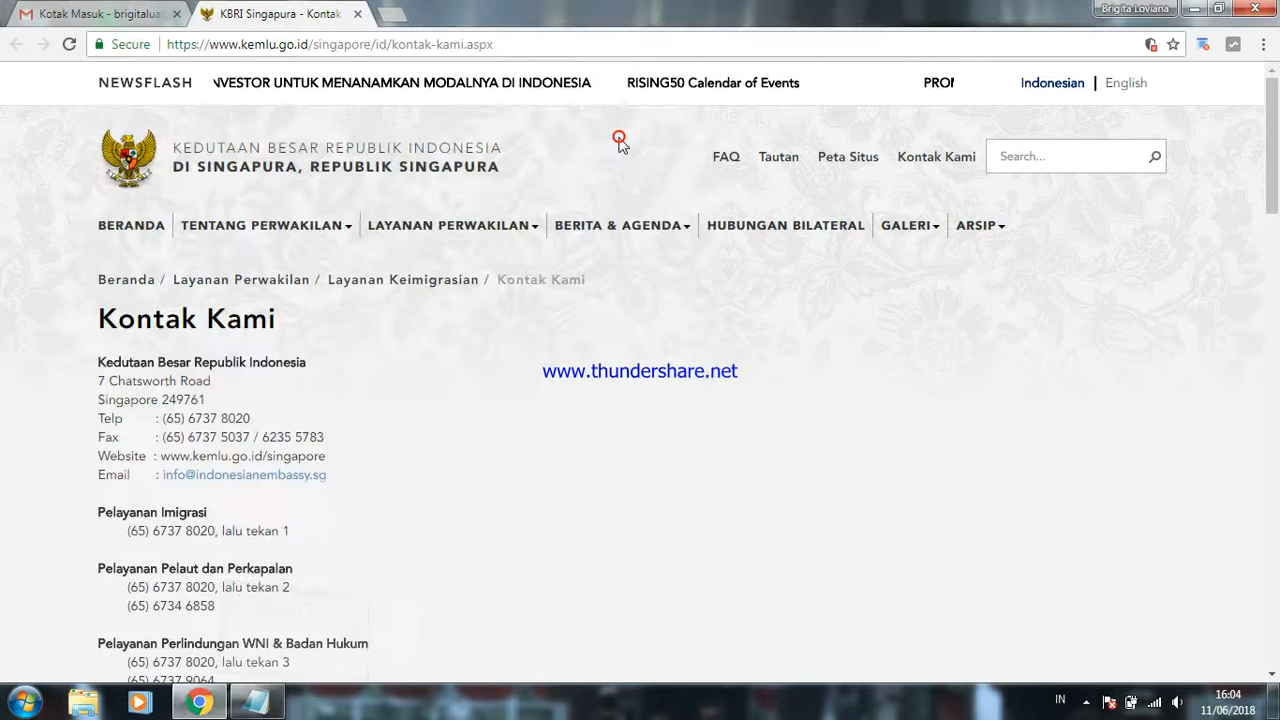 Kotak Masuk - brigitalua
KBRI Singapura - Kontak
Brigita Loviana
Secure
https://www.kemlu.go.id/singapore/id/kontak-kami.aspx
NEWSFLASH
NVESTOR UNTUK MENANAMKAN MODALNYA DI INDONESIA
RISING50 Calendar of Events
Indonesian | English
KEDUTAAN BESAR REPUBLIK INDONESIA
DI SINGAPURA, REPUBLIK SINGAPURA
FAQ Tautan Peta Situs Kontak Kami Search...
BERANDA TENTANG PERWAKILAN LAYANAN PERWAKILAN BERITA & AGENDA HUBUNGAN BILATERAL GALERI ARSIP
Beranda / Layanan Perwakilan / Layanan Keimigrasian / Kontak Kami
Kontak Kami
Kedutaan Besar Republik Indonesia
www.thundershare.net
7 Chatsworth Road
Singapore 249761
Telp : (65) 6737 8020
Fax : (65) 6737 5037 / 6235 5783
Website : www.kemlu.go.id/singapore
Email : info@indonesianembassy.sg
Pelayanan Imigrasi
(65) 6737 8020, lalu tekan 1
Pelayanan Pelaut dan Perkapalan
(65) 6737 8020, lalu tekan 2
(65) 6734 6858
Pelayanan Perlindungan WNI & Badan Hukum
(65) 6737 8020, lalu tekan 3
(65) 6737 9064
IN
16:04
11/06/2018